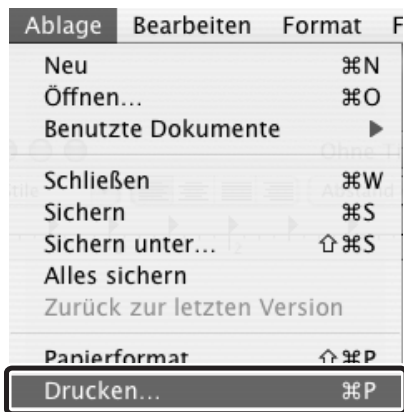 Ablage Bearbeiten Format F
Neu ⌘N
Öffnen... ⌘O
Benutzte Dokumente ▶
Schließen ⌘W
Sichern ⌘S
Sichern unter... ⇧⌘S
Alles sichern
Zurück zur letzten Version
Papierformat ⇧⌘P
Drucken... ⌘P